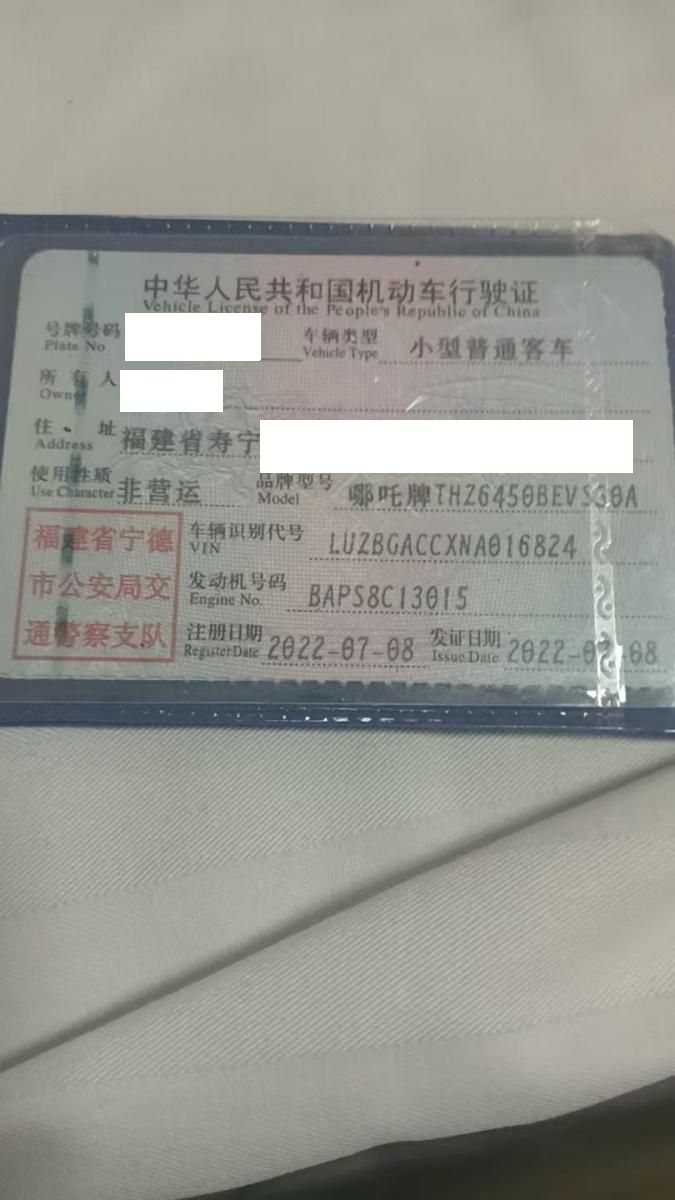 中华人民共和国机动车行驶证
Vehicle License of the People's Republic of China
号牌号码
Plate No
车辆类型
Vehicle Type
小型普通客车
所有人
Owner
住址
Address
福建省寿宁
使用性质
Use Character
非营运
品牌型号
Model
哪吒牌THZ6450BEVS30A
福建省宁德
市公安局交
通警察支队
车辆识别代号
VIN
LUZBGACCXNA016824
发动机号码
Engine No.
BAPS8C13015
注册日期
Register Date
2022-07-08
发证日期
Issue Date
2022-07-08